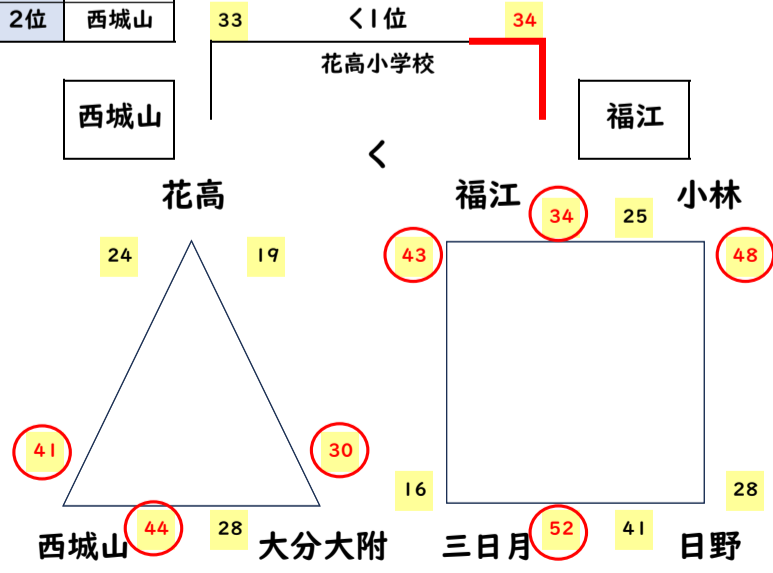 2位 西城山 33 く1位 34
花高小学校
西城山 福江
く
花高 福江 小林
34 25
24 19 43 48
41 30
16 28
44 28 52 41
西城山 大分大附 三日月 日野